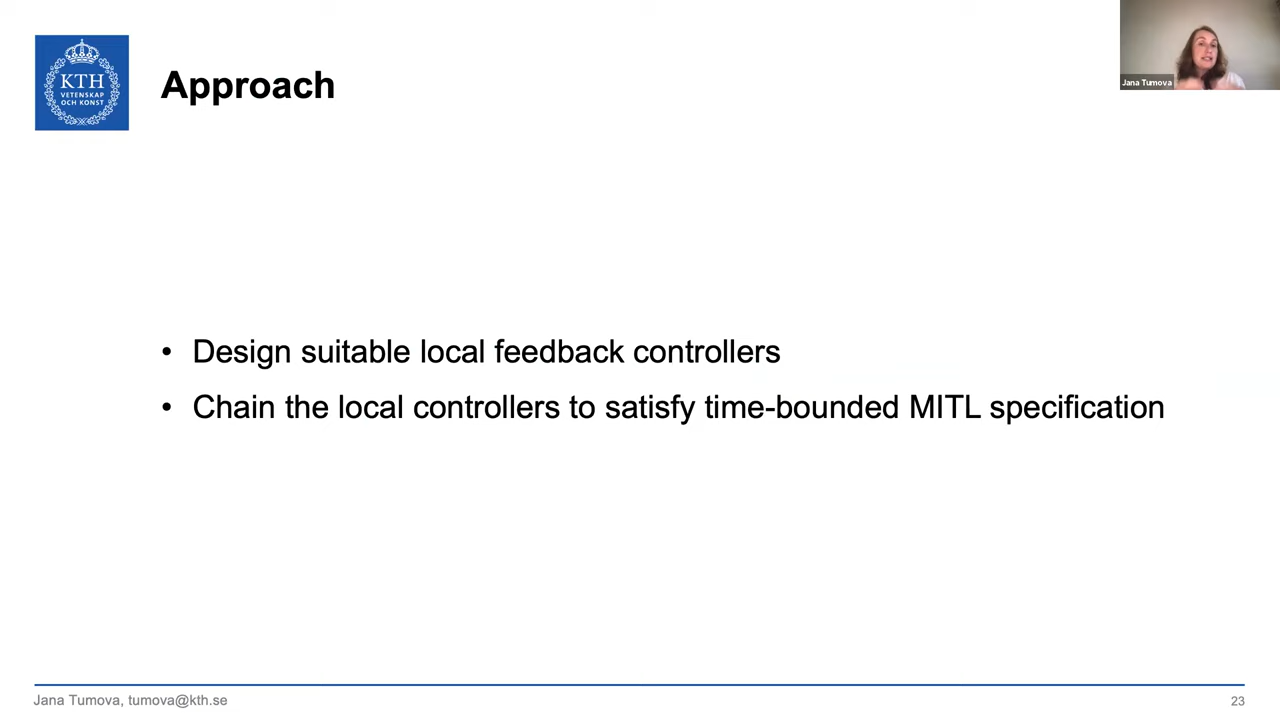 KTH
VETENSKAP
OCH KONST
Approach
Jana Tumova
• Design suitable local feedback controllers
• Chain the local controllers to satisfy time-bounded MITL specification
Jana Tumova, tumova@kth.se
23